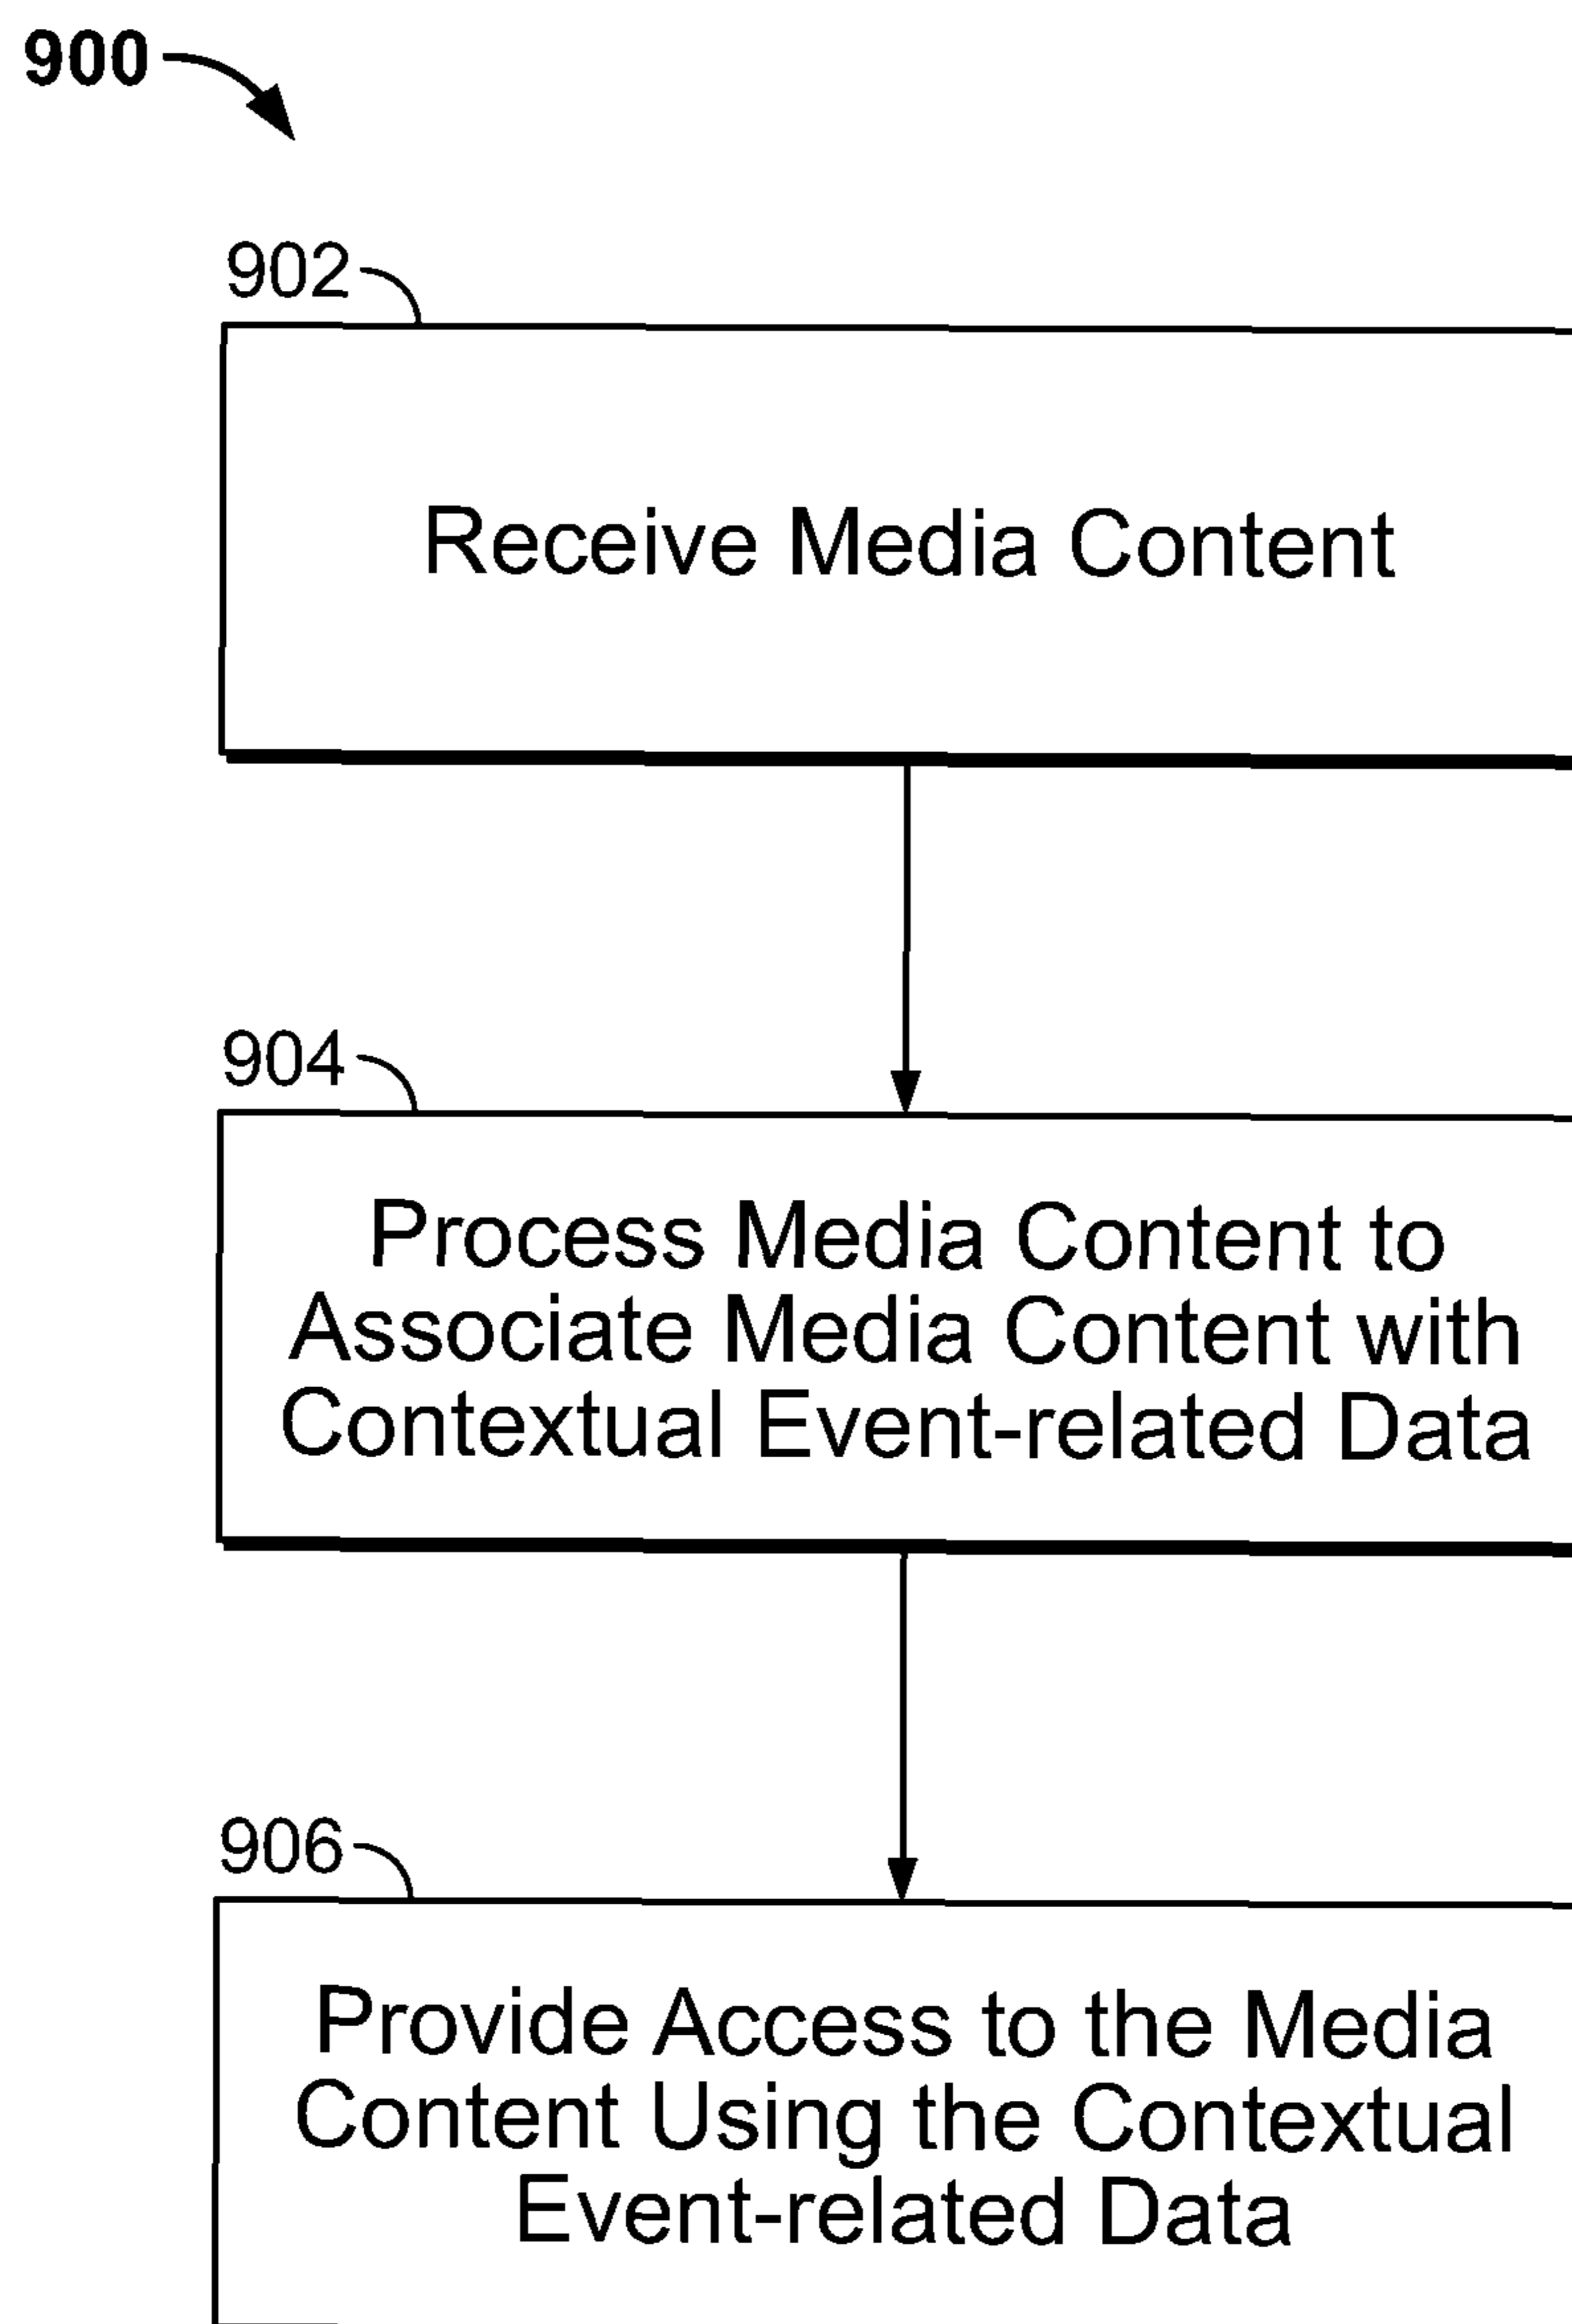 900
902
Receive Media Content
904
Process Media Content to
Associate Media Content with
Contextual Event-related Data
906
Provide Access to the Media
Content Using the Contextual
Event-related Data